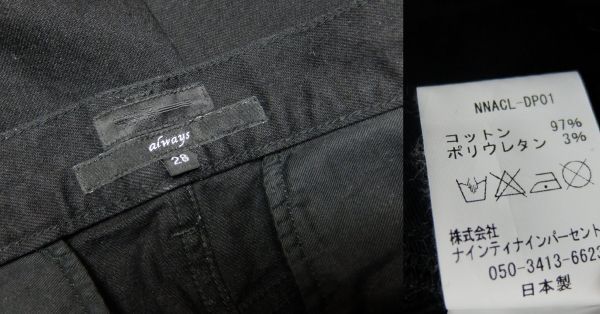 always
28
NNACL-DP01
コットン 97%
ポリウレタン 3%
株式会社
ナインティナインパーセント
050-3413-6623
日本製